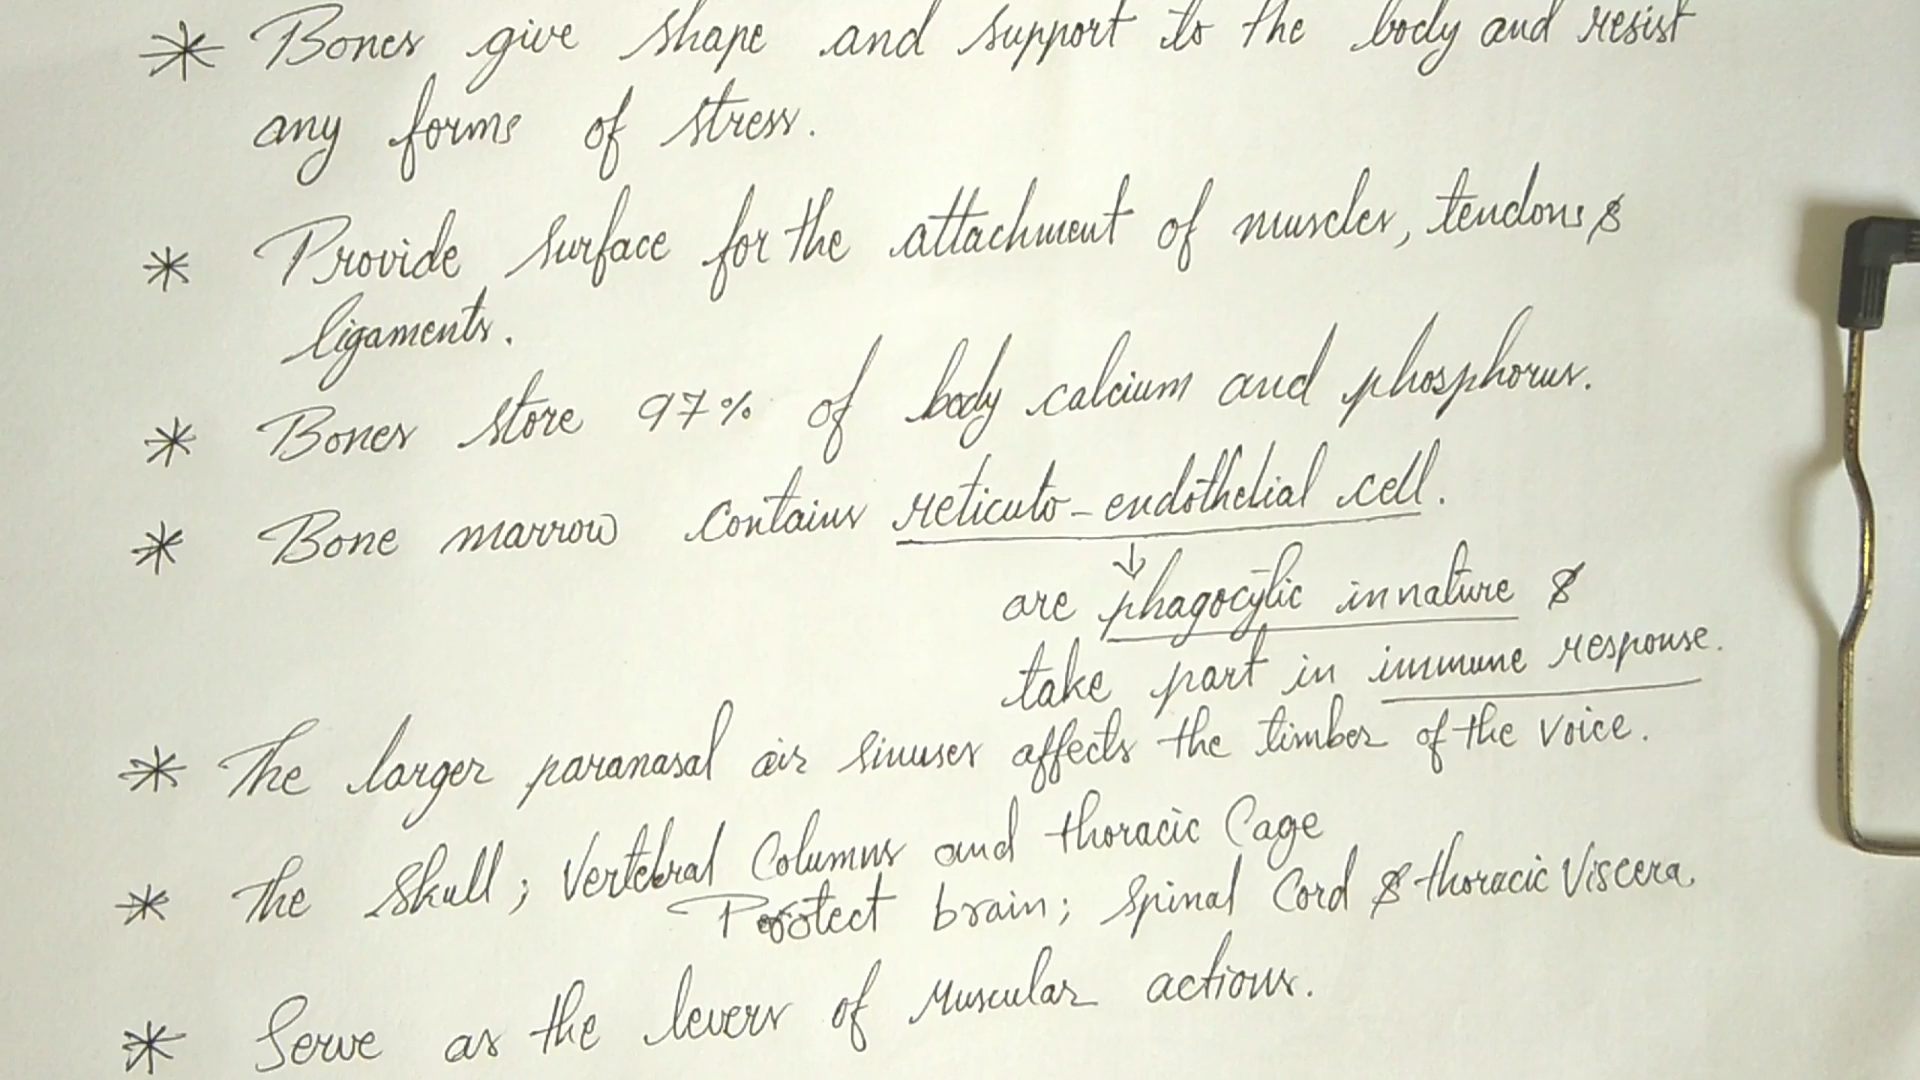 * Bones give shape and support to the body and resist
any forms of stress.
* Provide surface for the attachment of muscles, tendons &
ligaments.
* Bones store 97% of body calcium and phosphorus.
* Bone marrow contains reticuto-endothelial cell.
↓
are phagocytic in nature &
take part in immune response.
* The larger paranasal air sinuses affects the timber of the voice.
* The Skull; Vertebral Columns and thoracic Cage
Protect brain; Spinal Cord & thoracic Viscera.
* Serve as the levers of Muscular actions.